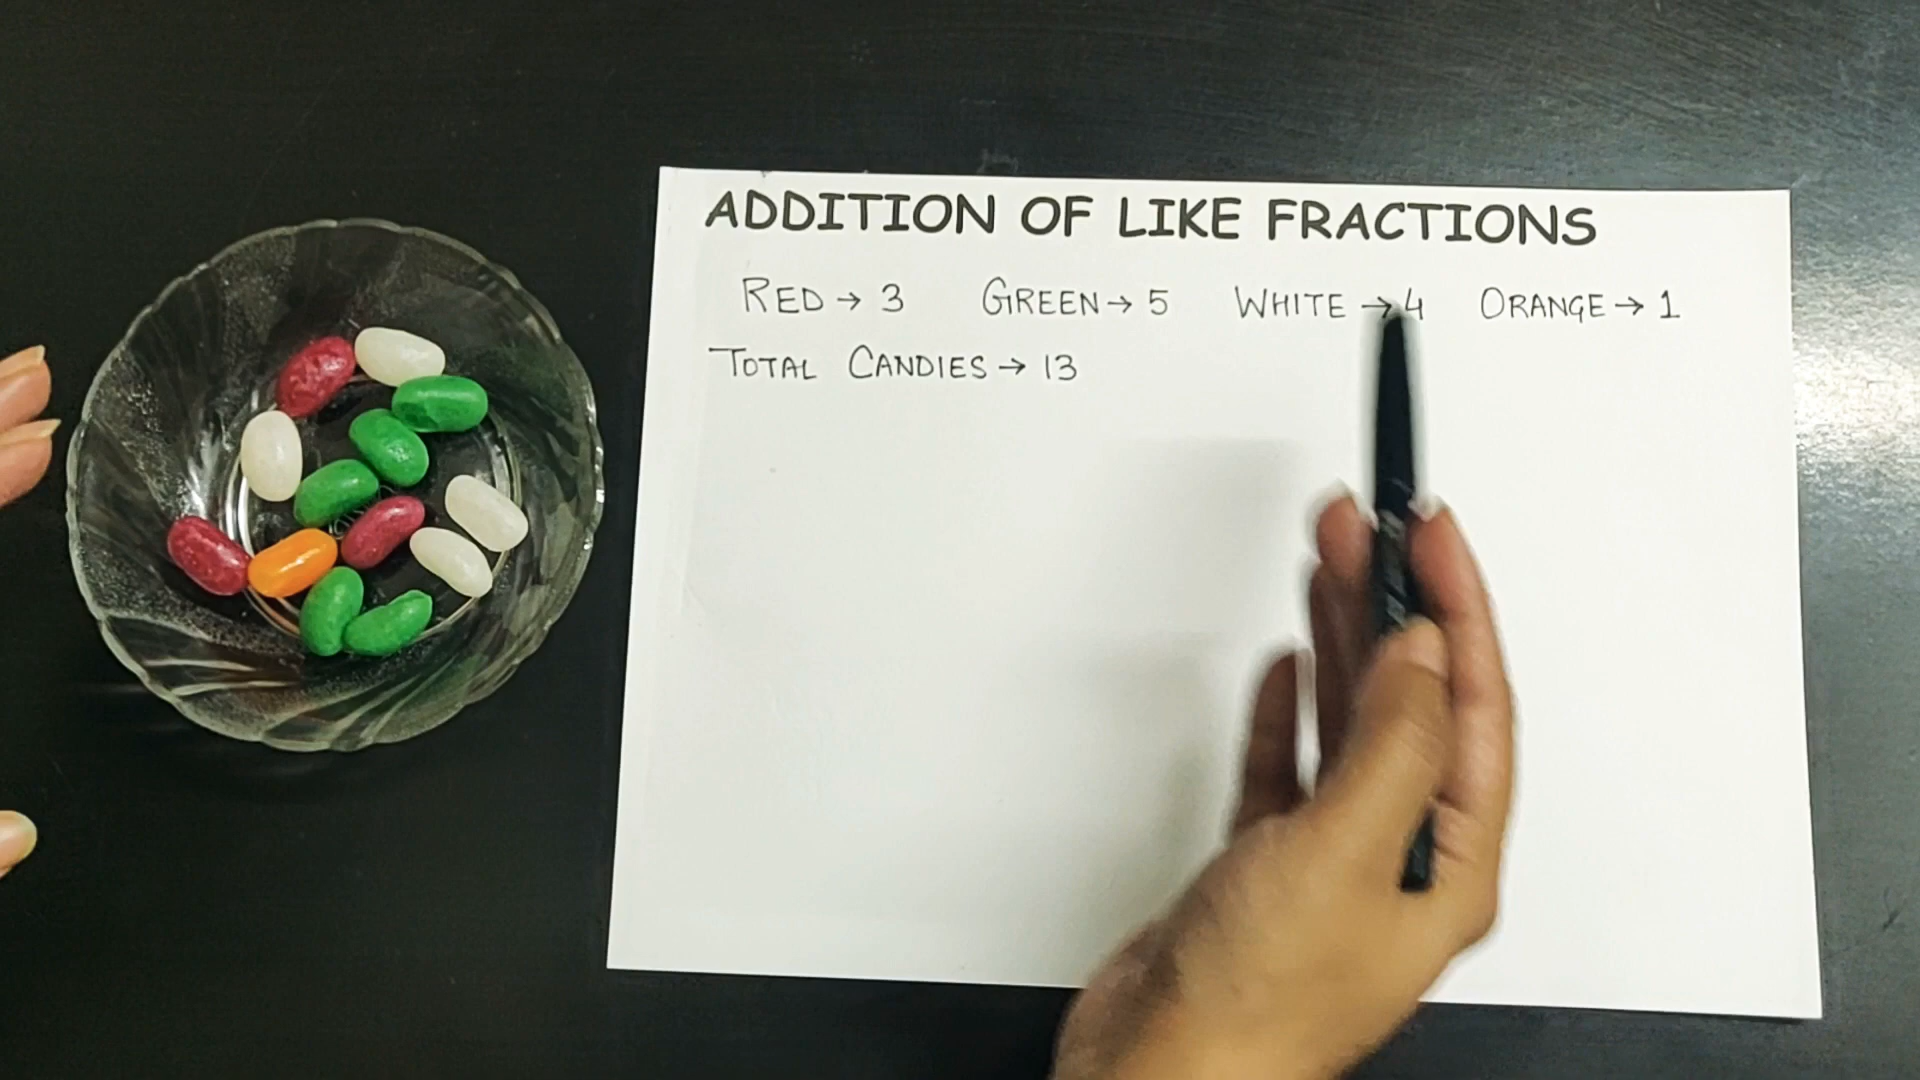 ADDITION OF LIKE FRACTIONS
RED → 3 GREEN → 5 WHITE → 4 ORANGE → 1
TOTAL CANDIES → 13